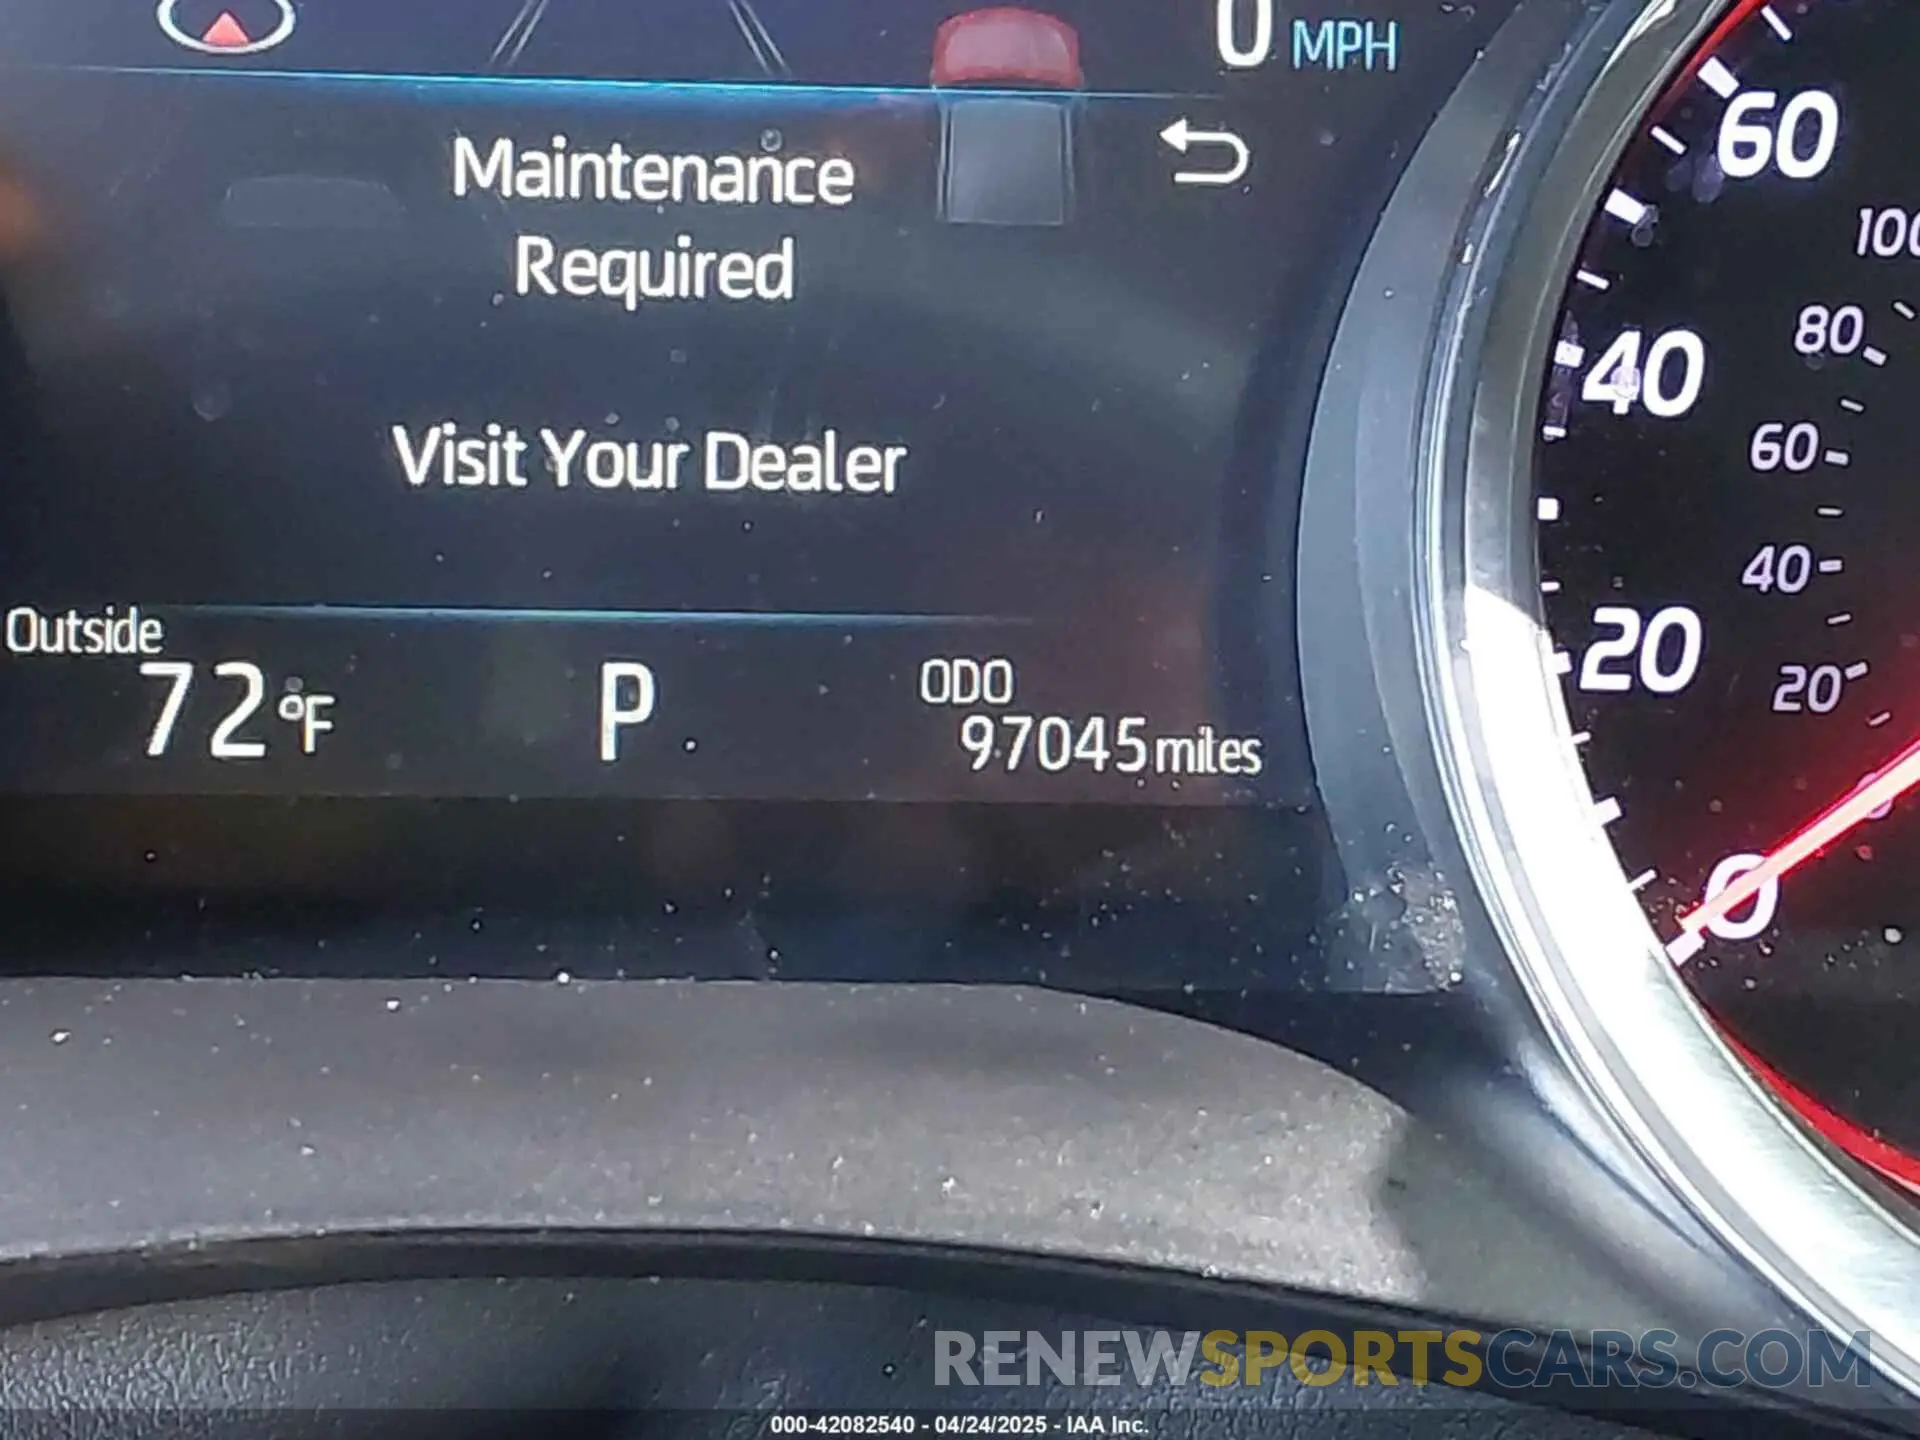 0 MPH
Maintenance
Required
Visit Your Dealer
Outside
72 °F
P
ODO
97045 miles
60
40
20
0
80
60
40
20
RENEWSPORTSCARS.COM
000-42082540 - 04/24/2025 - IAA Inc.